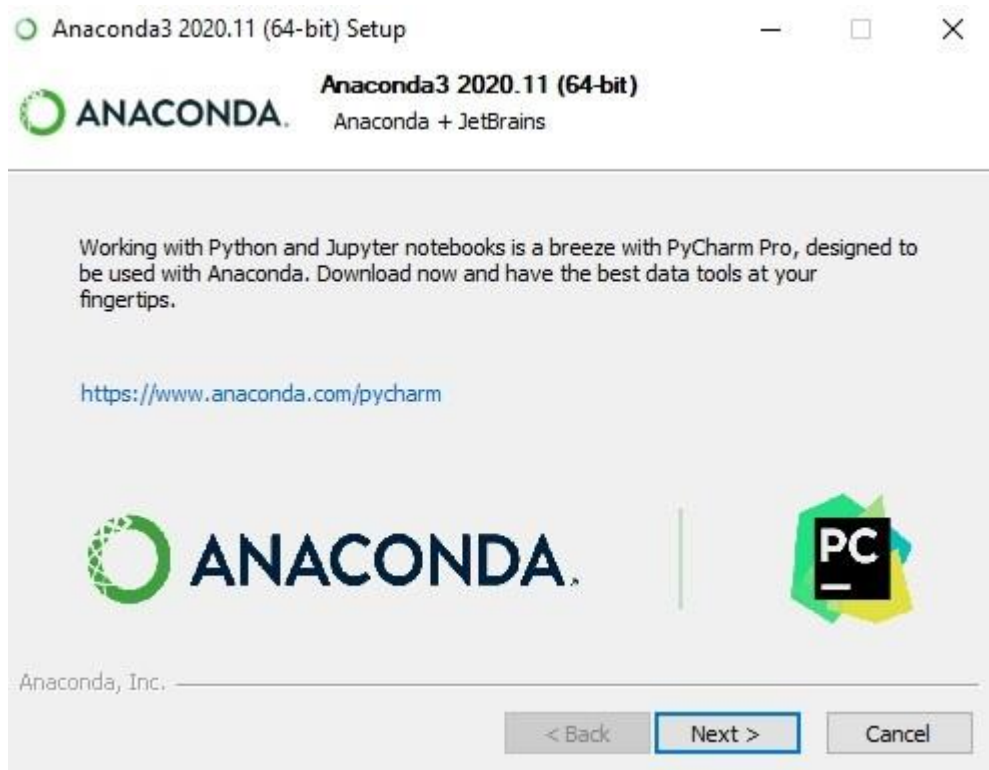 Anaconda3 2020.11 (64-bit) Setup
ANACONDA.
Anaconda3 2020.11 (64-bit)
Anaconda + JetBrains
Working with Python and Jupyter notebooks is a breeze with PyCharm Pro, designed to
be used with Anaconda. Download now and have the best data tools at your
fingertips.
https://www.anaconda.com/pycharm
ANACONDA.
PC
Anaconda, Inc.
< Back
Next >
Cancel